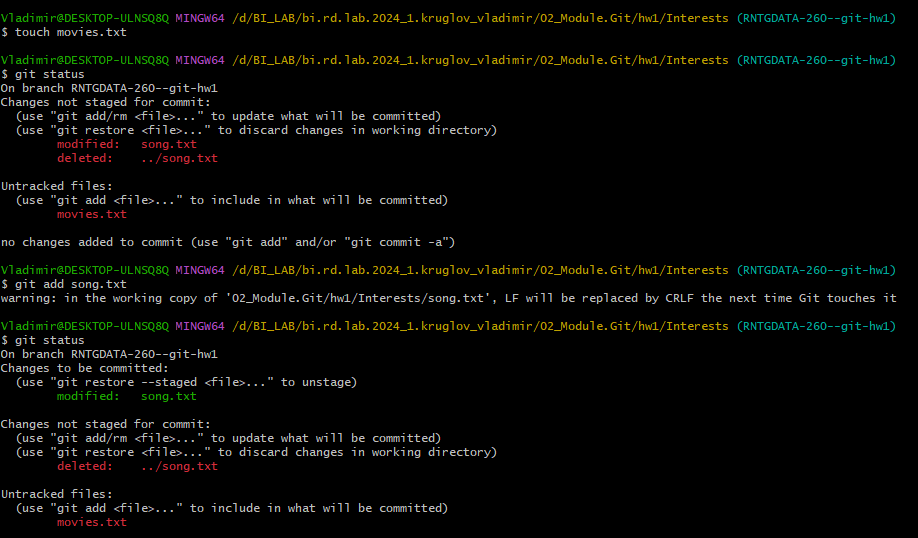 Vladimir@DESKTOP-ULNSQ8Q MINGW64 /d/BI_LAB/bi.rd.lab.2024_1.kruglov_vladimir/02_Module.Git/hw1/Interests (RNTGDATA-260--git-hw1)
$ touch movies.txt

Vladimir@DESKTOP-ULNSQ8Q MINGW64 /d/BI_LAB/bi.rd.lab.2024_1.kruglov_vladimir/02_Module.Git/hw1/Interests (RNTGDATA-260--git-hw1)
$ git status
On branch RNTGDATA-260--git-hw1
Changes not staged for commit:
  (use "git add/rm <file>..." to update what will be committed)
  (use "git restore <file>..." to discard changes in working directory)
        modified:   song.txt
        deleted:    ../song.txt

Untracked files:
  (use "git add <file>..." to include in what will be committed)
        movies.txt

no changes added to commit (use "git add" and/or "git commit -a")

Vladimir@DESKTOP-ULNSQ8Q MINGW64 /d/BI_LAB/bi.rd.lab.2024_1.kruglov_vladimir/02_Module.Git/hw1/Interests (RNTGDATA-260--git-hw1)
$ git add song.txt
warning: in the working copy of '02_Module.Git/hw1/Interests/song.txt', LF will be replaced by CRLF the next time Git touches it

Vladimir@DESKTOP-ULNSQ8Q MINGW64 /d/BI_LAB/bi.rd.lab.2024_1.kruglov_vladimir/02_Module.Git/hw1/Interests (RNTGDATA-260--git-hw1)
$ git status
On branch RNTGDATA-260--git-hw1
Changes to be committed:
  (use "git restore --staged <file>..." to unstage)
        modified:   song.txt

Changes not staged for commit:
  (use "git add/rm <file>..." to update what will be committed)
  (use "git restore <file>..." to discard changes in working directory)
        deleted:    ../song.txt

Untracked files:
  (use "git add <file>..." to include in what will be committed)
        movies.txt